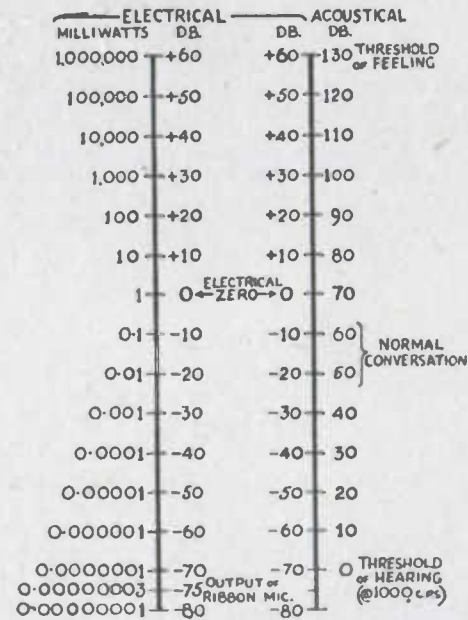 ELECTRICAL ACOUSTICAL
MILLIWATTS DB. DB. DB.
1,000,000 +60 +60 130 THRESHOLD OF FEELING
100,000 +50 +50 120
10,000 +40 +40 110
1,000 +30 +30 100
100 +20 +20 90
10 +10 +10 80
1 0 ELECTRICAL ZERO 0 70
0·1 -10 -10 60
NORMAL CONVERSATION
0·01 -20 -20 50
0·001 -30 -30 40
0·0001 -40 -40 30
0·00001 -50 -50 20
0·000001 -60 -60 10
0·0000001 -70 -70 0 THRESHOLD OF HEARING (@1000 C.P.S)
0·00000003 -75 OUTPUT OF RIBBON MIC.
0·00000001 -80 -80